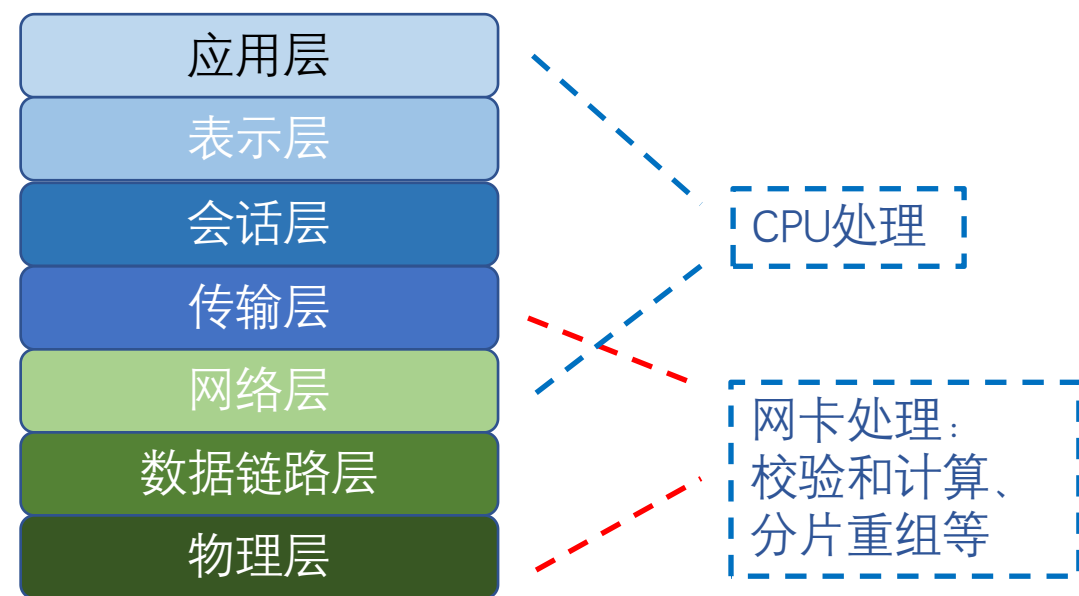 应用层
表示层
会话层
传输层
网络层
数据链路层
物理层
CPU处理
网卡处理：
校验和计算、
分片重组等